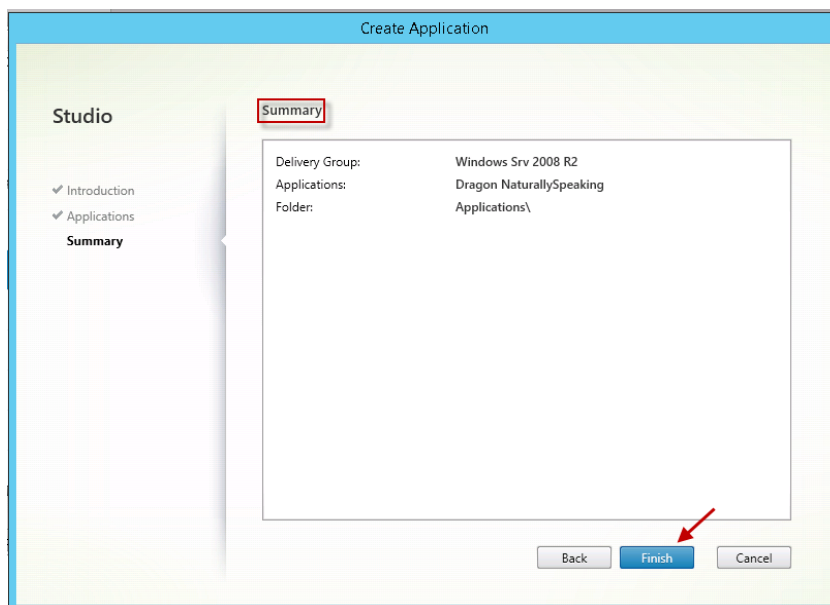 Create Application
Studio
Introduction
Applications
Summary
Summary
Delivery Group: Windows Srv 2008 R2
Applications: Dragon NaturallySpeaking
Folder: Applications\
Back Finish Cancel